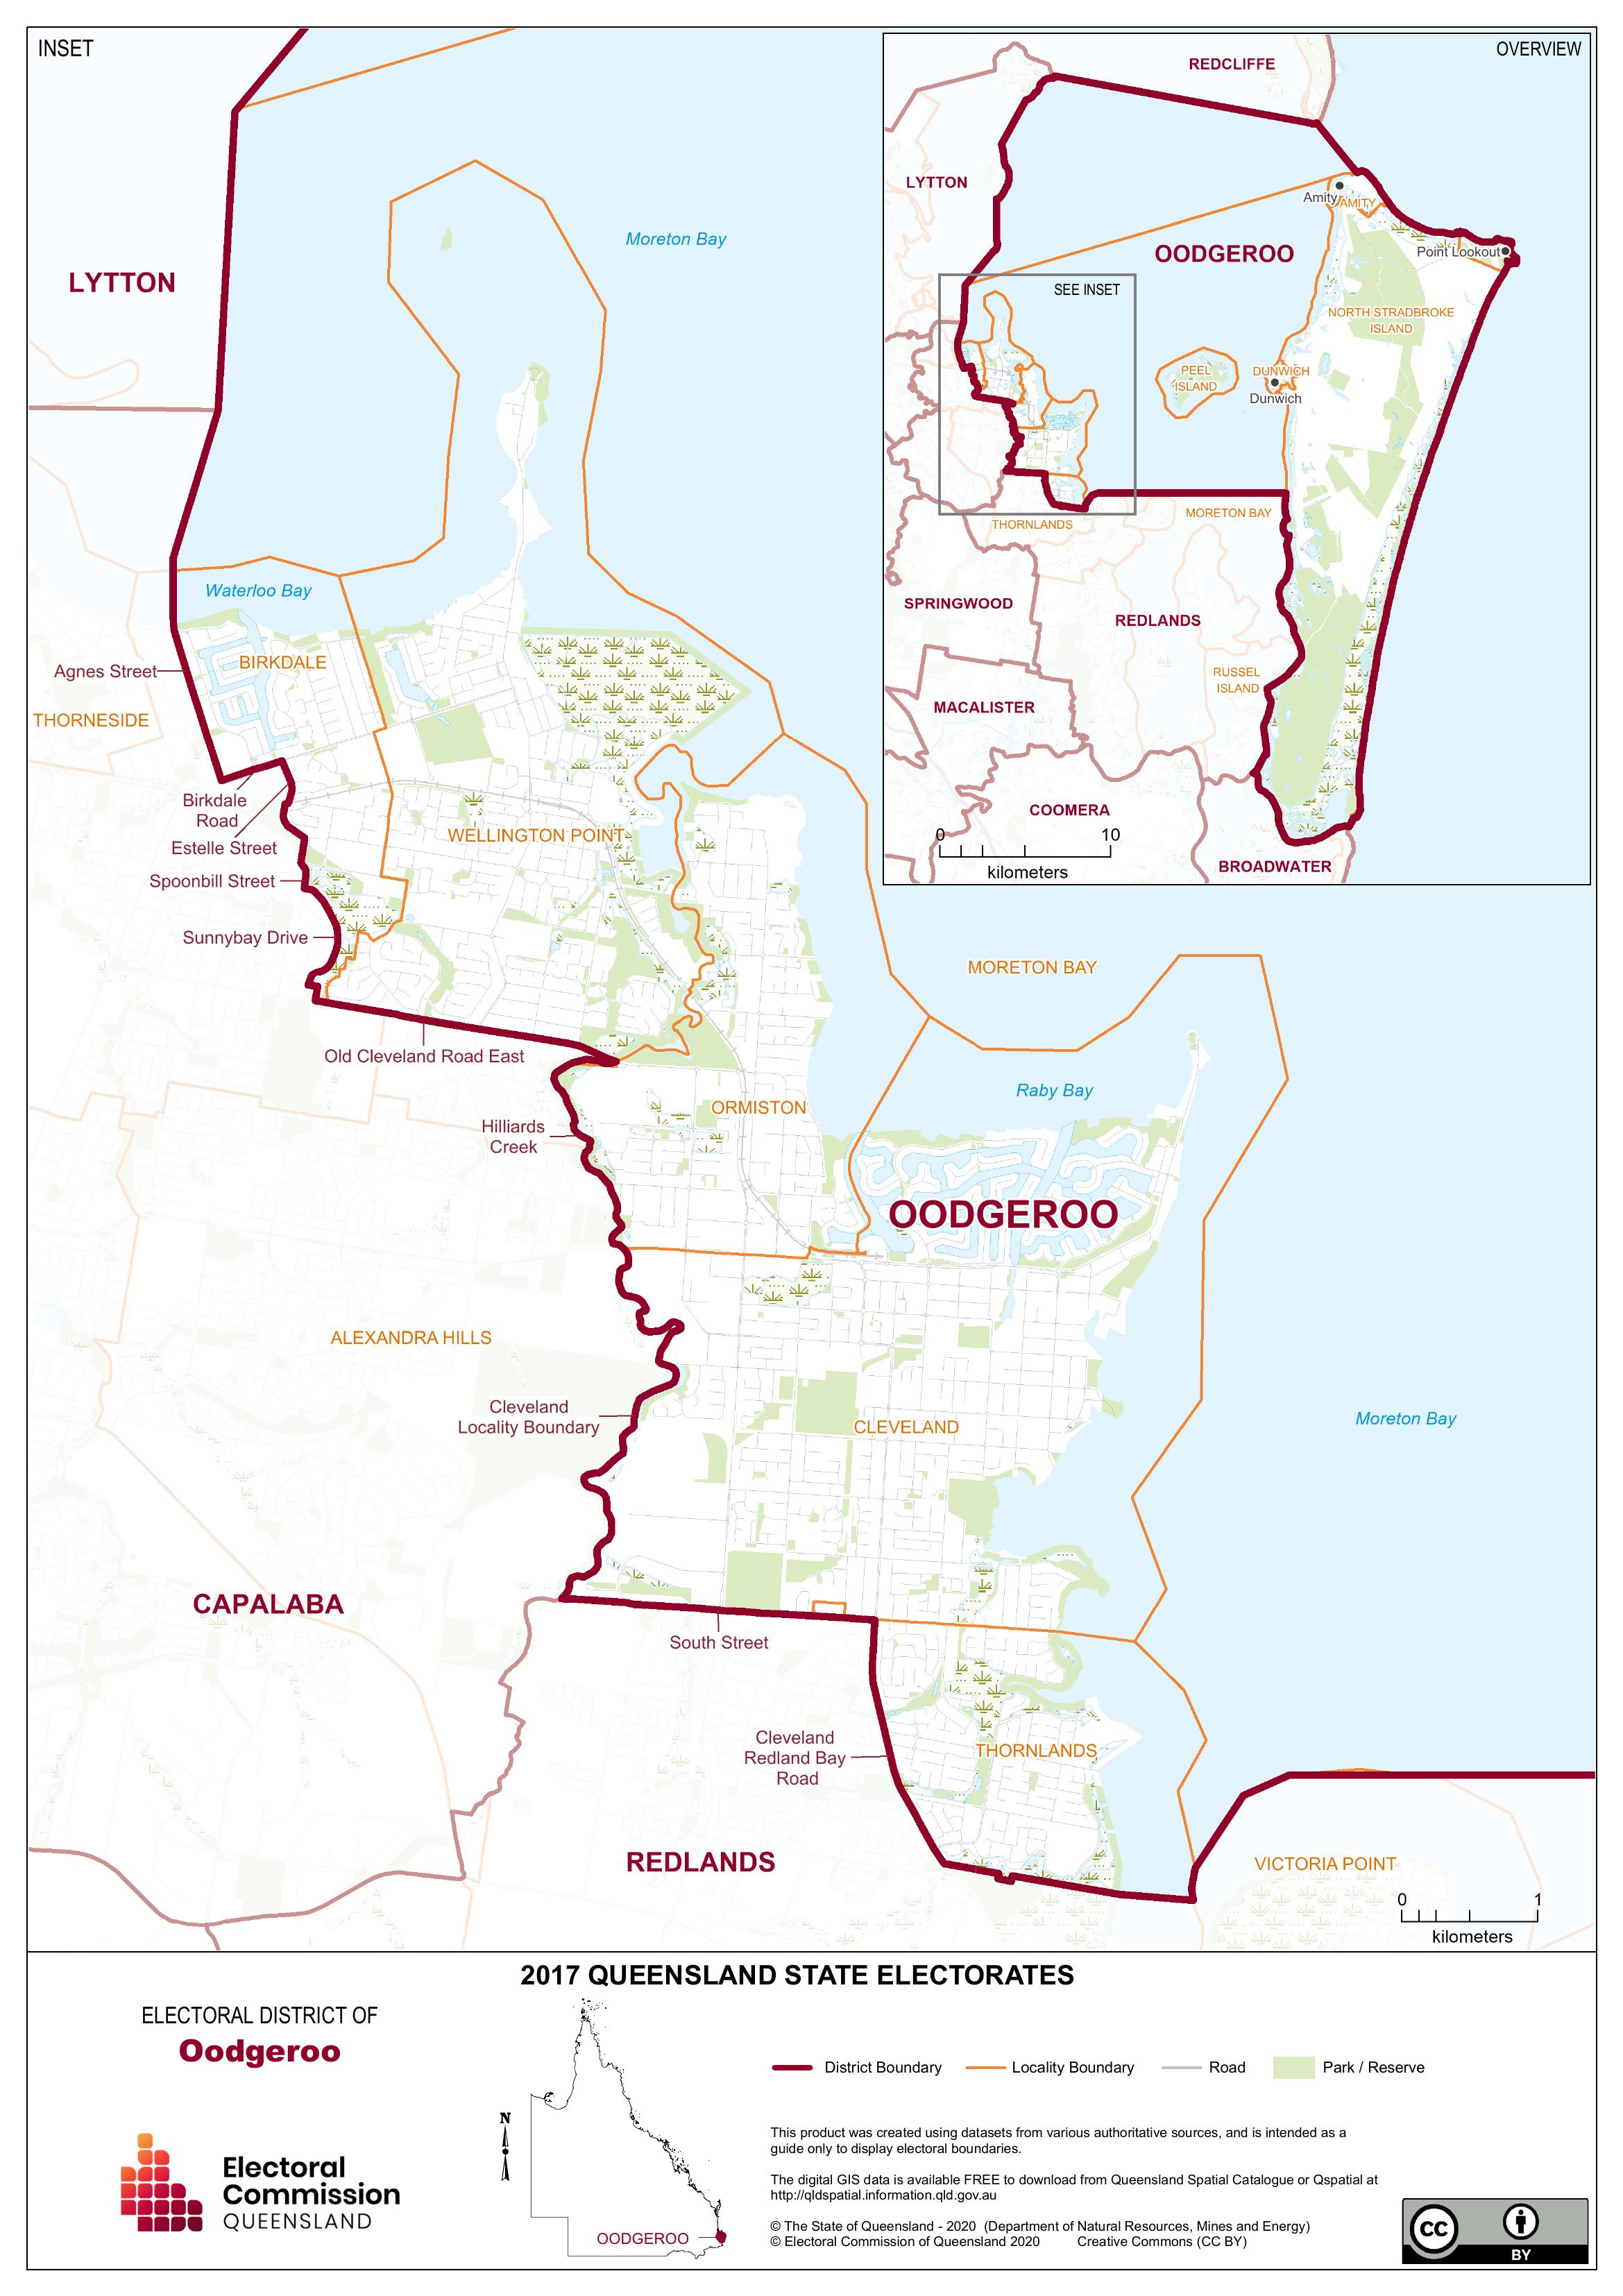 INSET
OVERVIEW
REDCLIFFE
LYTTON
Amity
AMITY
OODGEROO
Point Lookout
SEE INSET
NORTH STRADBROKE
ISLAND
PEEL
ISLAND
DUNWICH
Dunwich
THORNLANDS
MORETON BAY
SPRINGWOOD
REDLANDS
RUSSEL
ISLAND
MACALISTER
COOMERA
0 10
kilometers
BROADWATER
Moreton Bay
LYTTON
Waterloo Bay
Agnes Street
BIRKDALE
THORNESIDE
Birkdale
Road
Estelle Street
WELLINGTON POINT
Spoonbill Street
Sunnybay Drive
MORETON BAY
Old Cleveland Road East
Raby Bay
ORMISTON
Hilliards
Creek
OODGEROO
ALEXANDRA HILLS
Cleveland
Locality Boundary
CLEVELAND
Moreton Bay
CAPALABA
South Street
Cleveland
Redland Bay
Road
THORNLANDS
REDLANDS
VICTORIA POINT
0 1
kilometers
2017 QUEENSLAND STATE ELECTORATES
ELECTORAL DISTRICT OF
Oodgeroo
District Boundary
Locality Boundary
Road
Park / Reserve
N
OODGEROO
Electoral
Commission
QUEENSLAND
This product was created using datasets from various authoritative sources, and is intended as a
guide only to display electoral boundaries.
The digital GIS data is available FREE to download from Queensland Spatial Catalogue or Qspatial at
http://qldspatial.information.qld.gov.au
© The State of Queensland - 2020 (Department of Natural Resources, Mines and Energy)
© Electoral Commission of Queensland 2020 Creative Commons (CC BY)
CC
BY